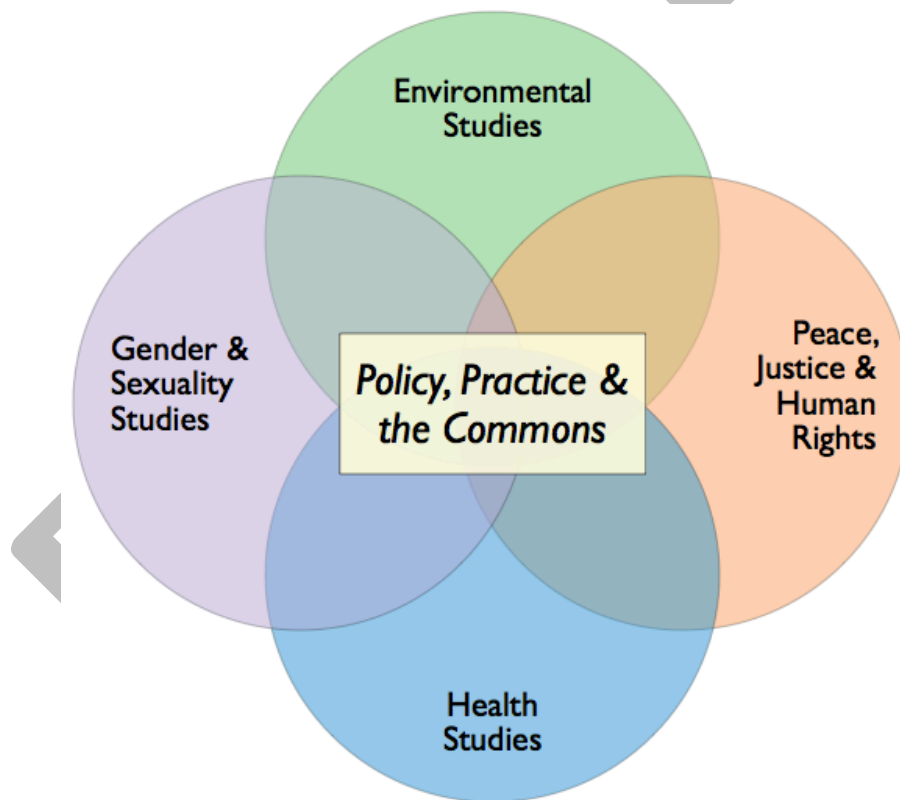 Environmental
Studies
Gender &
Sexuality
Studies
Policy, Practice &
the Commons
Peace,
Justice &
Human
Rights
Health
Studies